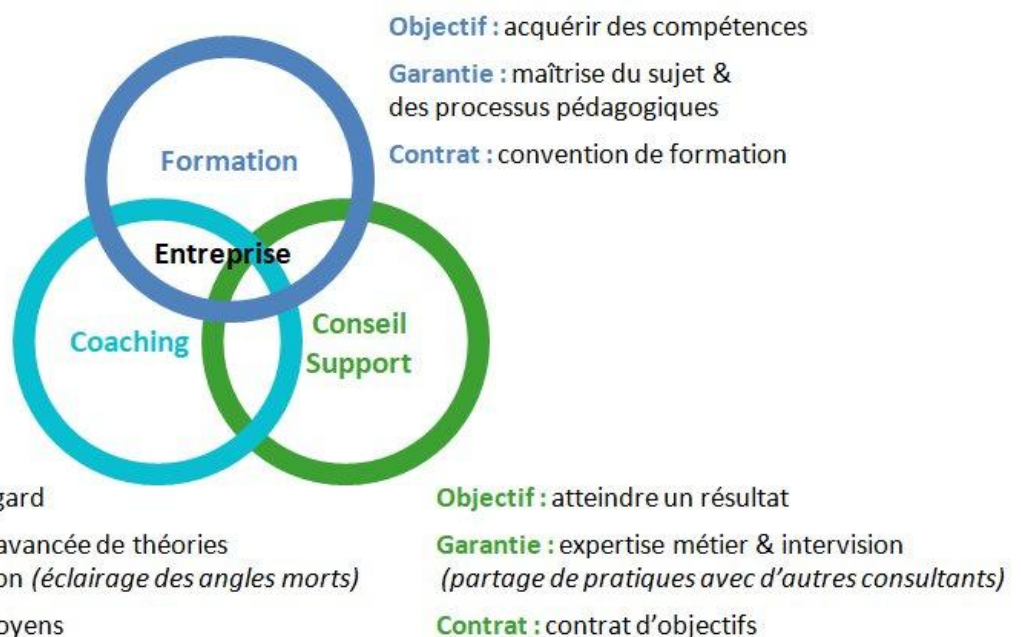 Objectif : acquérir des compétences
Garantie : maîtrise du sujet &
des processus pédagogiques
Contrat : convention de formation
Formation
Entreprise
Coaching
Conseil
Support
gard
avancée de théories
on (éclairage des angles morts)
oyens
Objectif : atteindre un résultat
Garantie : expertise métier & intervision
(partage de pratiques avec d'autres consultants)
Contrat : contrat d'objectifs